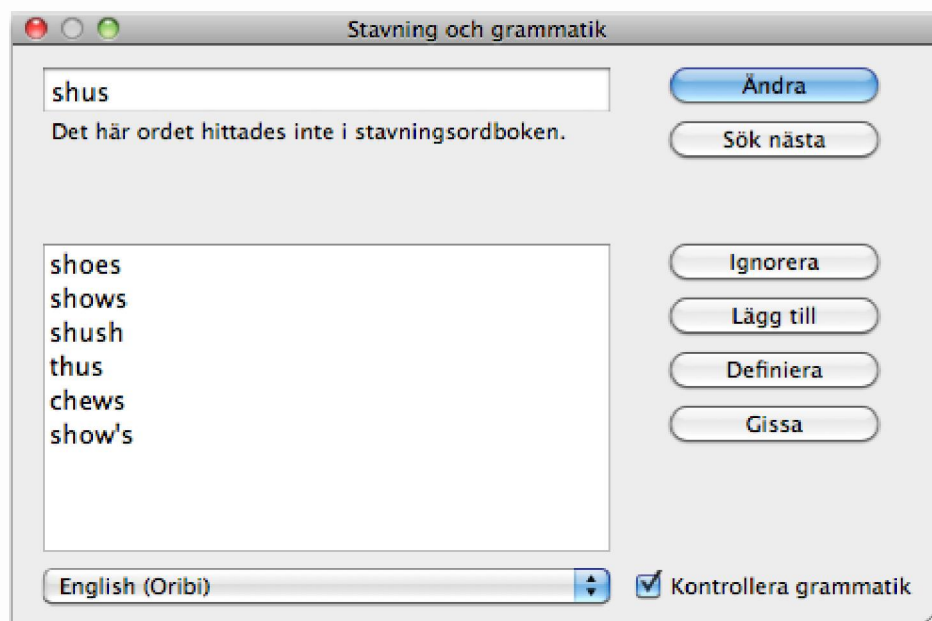 Stavning och grammatik
shus
Ändra
Det här ordet hittades inte i stavningsordboken.
Sök nästa
shoes
shows
shush
thus
chews
show's
Ignorera
Lägg till
Definiera
Gissa
English (Oribi)
Kontrollera grammatik